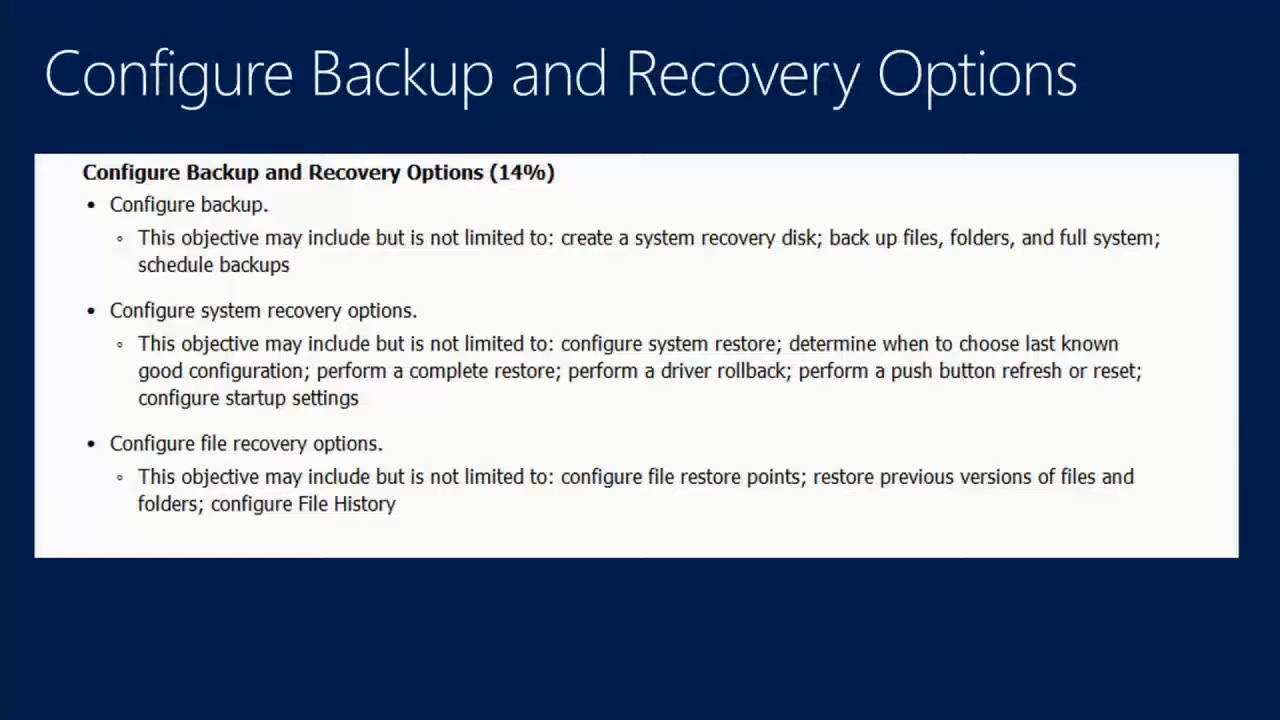 Configure Backup and Recovery Options
Configure Backup and Recovery Options (14%)
• Configure backup.
◦ This objective may include but is not limited to: create a system recovery disk; back up files, folders, and full system;
schedule backups
• Configure system recovery options.
◦ This objective may include but is not limited to: configure system restore; determine when to choose last known
good configuration; perform a complete restore; perform a driver rollback; perform a push button refresh or reset;
configure startup settings
• Configure file recovery options.
◦ This objective may include but is not limited to: configure file restore points; restore previous versions of files and
folders; configure File History